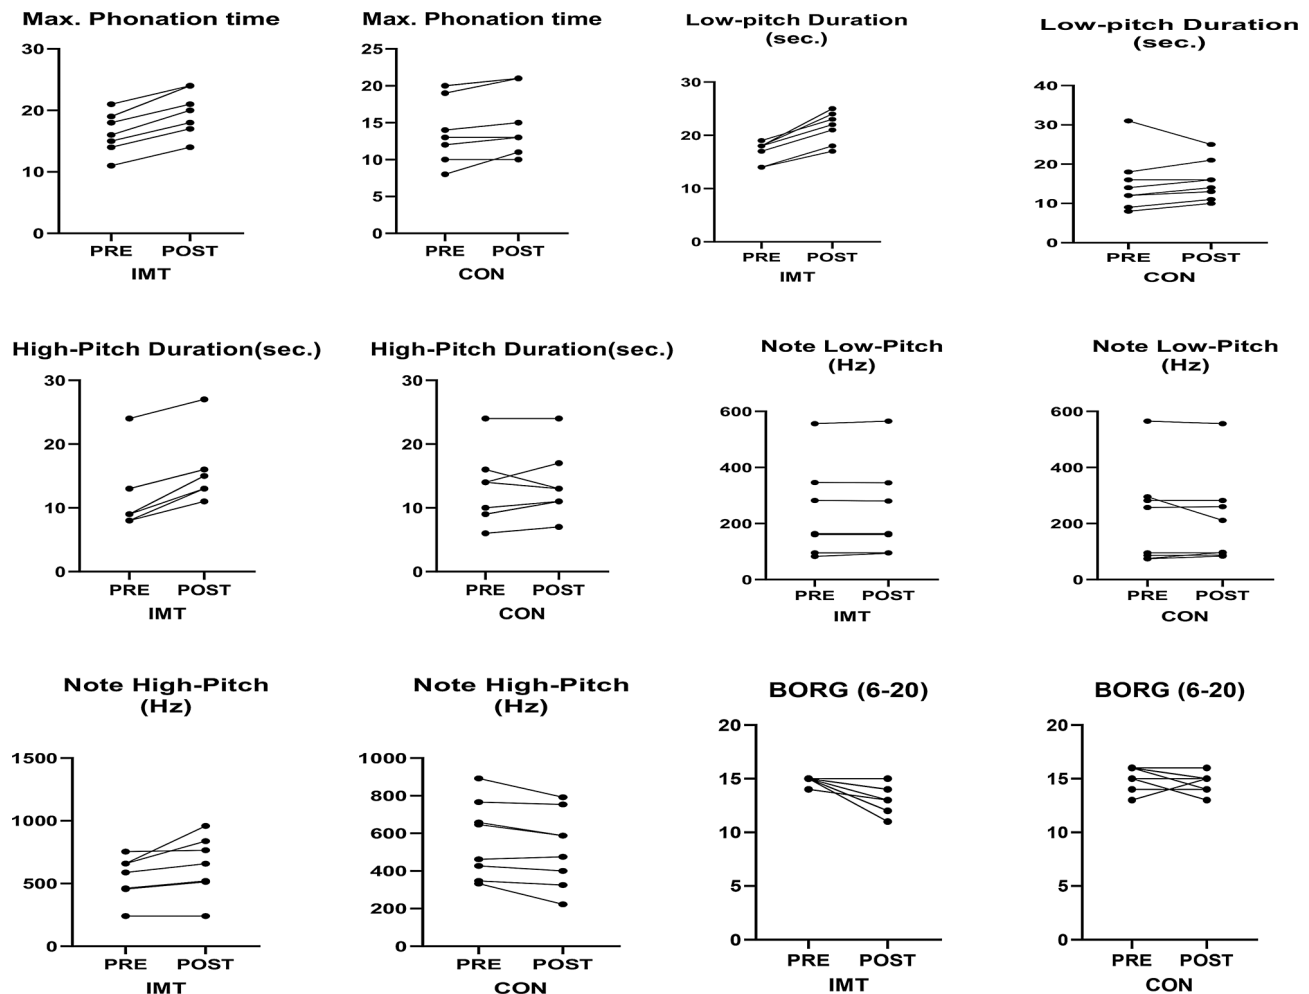 Max. Phonation time
30
20
10
0
PRE POST
IMT
Max. Phonation time
25
20
15
10
5
0
PRE POST
CON
Low-pitch Duration
(sec.)
30
20
10
0
PRE POST
IMT
Low-pitch Duration
(sec.)
40
30
20
10
0
PRE POST
CON
High-Pitch Duration(sec.)
30
20
10
0
PRE POST
IMT
High-Pitch Duration(sec.)
30
20
10
0
PRE POST
CON
Note Low-Pitch
(Hz)
600
400
200
0
PRE POST
IMT
Note Low-Pitch
(Hz)
600
400
200
0
PRE POST
CON
Note High-Pitch
(Hz)
1500
1000
500
0
PRE POST
IMT
Note High-Pitch
(Hz)
1000
800
600
400
200
0
PRE POST
CON
BORG (6-20)
20
15
10
5
0
PRE POST
IMT
BORG (6-20)
20
15
10
5
0
PRE POST
CON